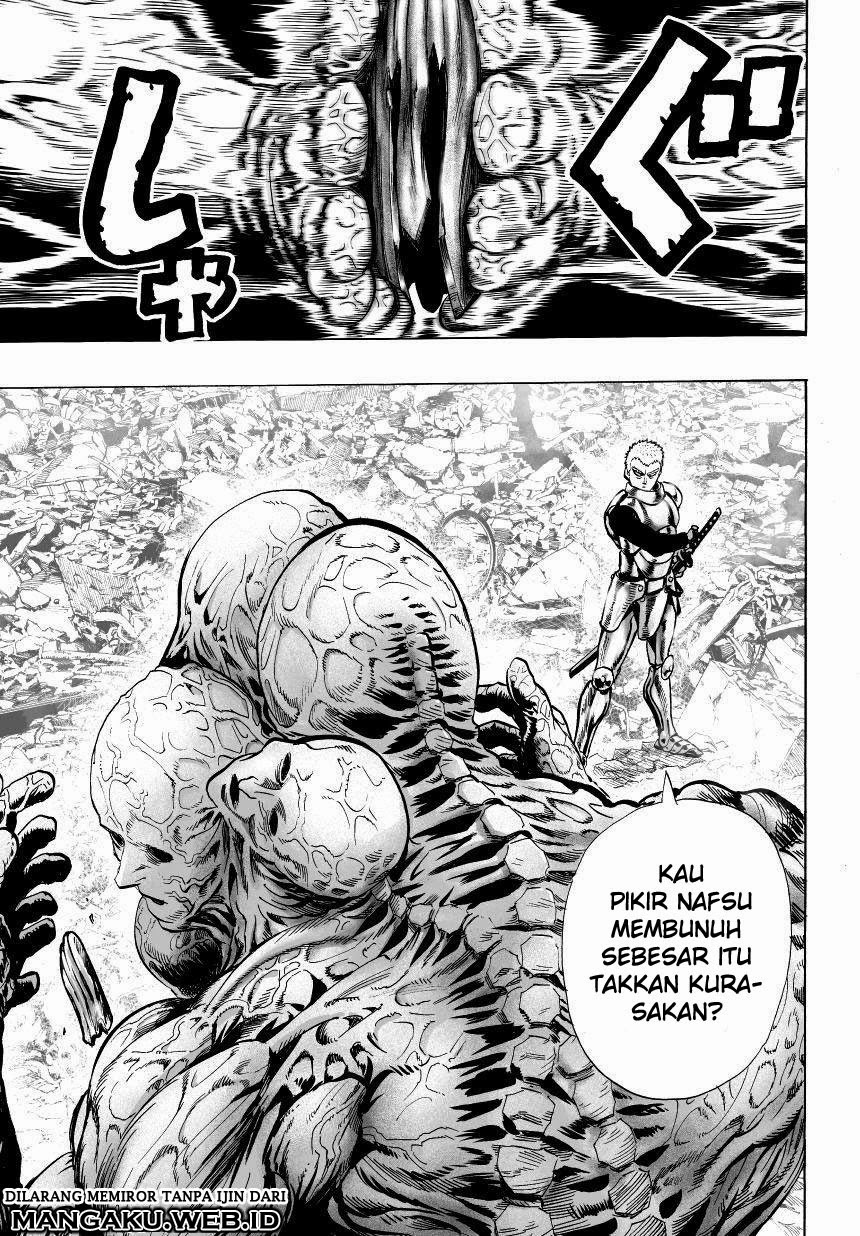 ぐ
しゃ
KAU
PIKIR NAFSU
MEMBUNUH
SEBESAR ITU
TAKKAN KURA-
SAKAN?
DILARANG MEMIROR TANPA IJIN DARI
MANGAKU.WEB.ID